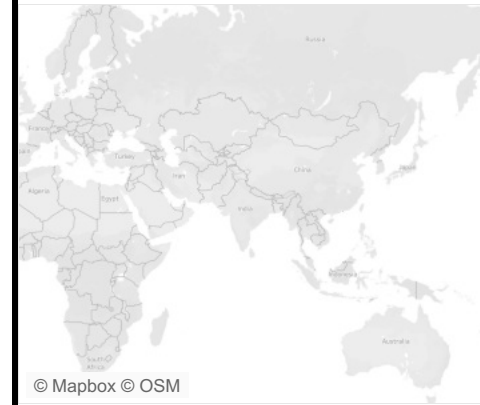 Russia
France
Turkey
China
Japan
Iran
Algeria
Egypt
India
Indonesia
Australia
South
Africa
© Mapbox © OSM